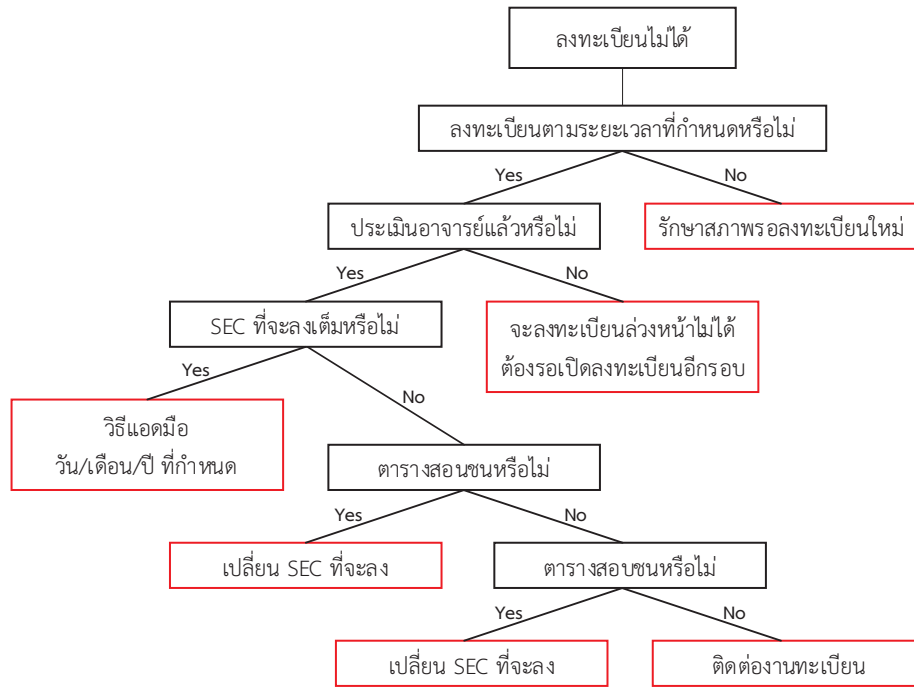 ลงทะเบียนไม่ได้
ลงทะเบียนตามระยะเวลาที่กำหนดหรือไม่
Yes
No
ประเมินอาจารย์แล้วหรือไม่
รักษาสภาพรอลงทะเบียนใหม่
Yes
No
SEC ที่จะลงเต็มหรือไม่
จะลงทะเบียนล่วงหน้าไม่ได้
ต้องรอเปิดลงทะเบียนอีกรอบ
Yes
No
วิธีแอดมือ
วัน/เดือน/ปี ที่กำหนด
ตารางสอนชนหรือไม่
Yes
No
เปลี่ยน SEC ที่จะลง
ตารางสอบชนหรือไม่
Yes
No
เปลี่ยน SEC ที่จะลง
ติดต่องานทะเบียน